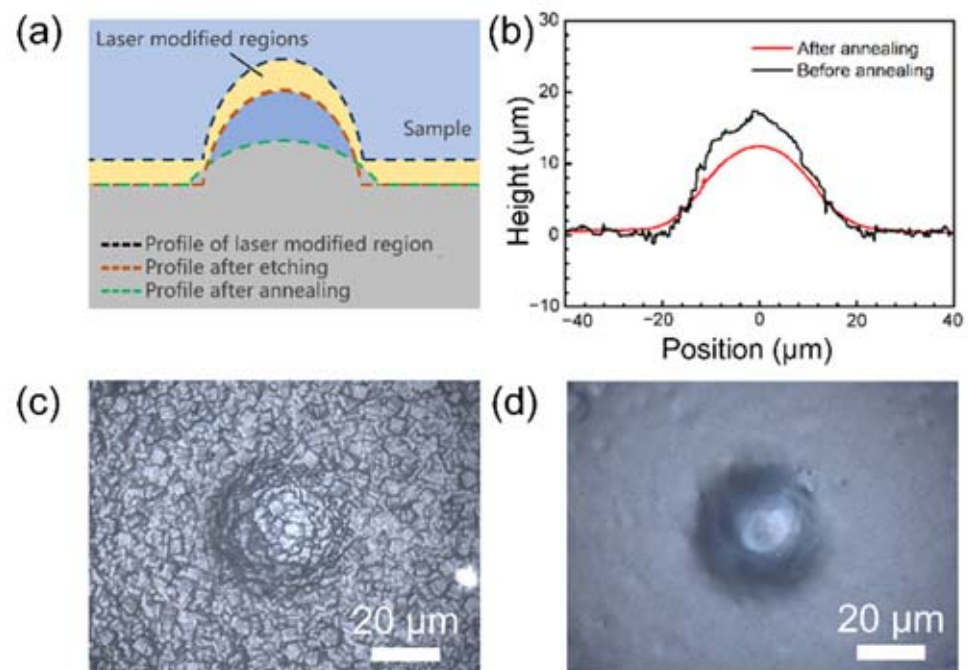 (a)
Laser modified regions
Sample
Profile of laser modified region
Profile after etching
Profile after annealing
(b)
After annealing
Before annealing
Height (μm)
30
20
10
0
−10
−40
−20
0
20
40
Position (μm)
(c)
20 μm
(d)
20 μm